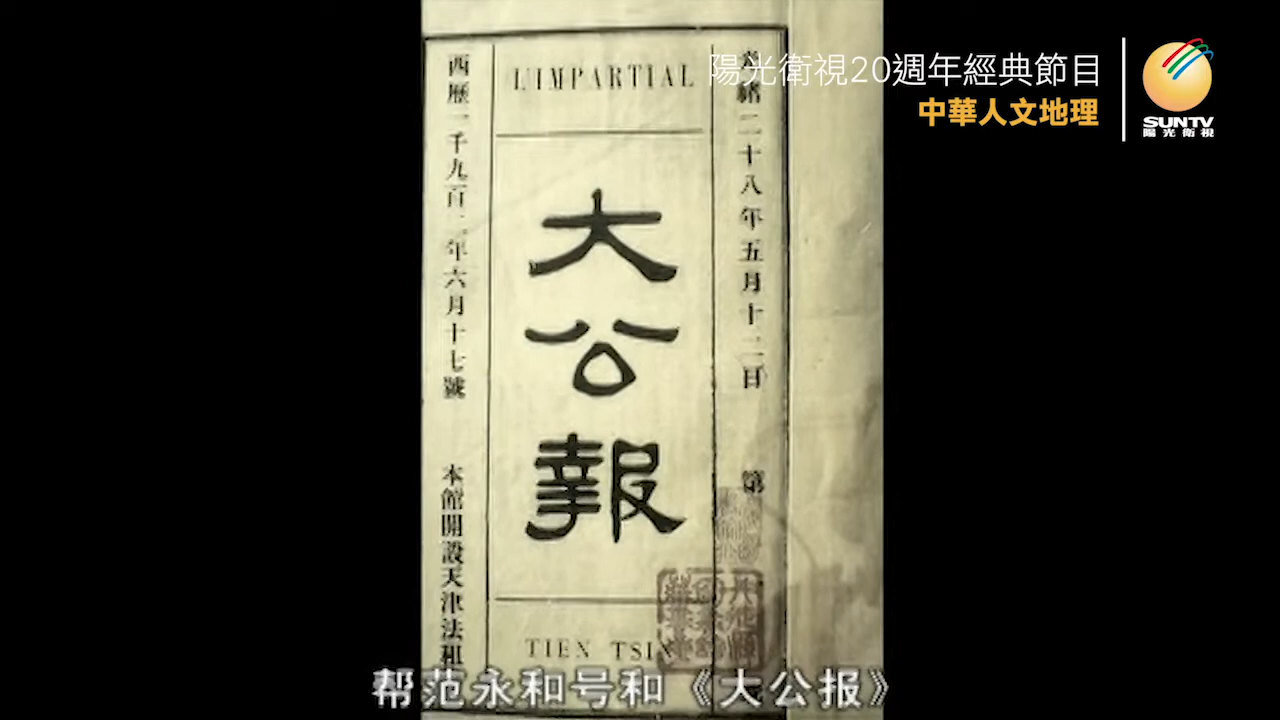 陽光衛視20週年經典節目
中華人文地理
SUNTV
陽光衛視
緒二十八年五月十二日
第
L'IMPARTIAL
大公報
TIEN TSIN
西歷一千九百二年六月十七號
本館開設天津法租
帮范永和号和《大公报》